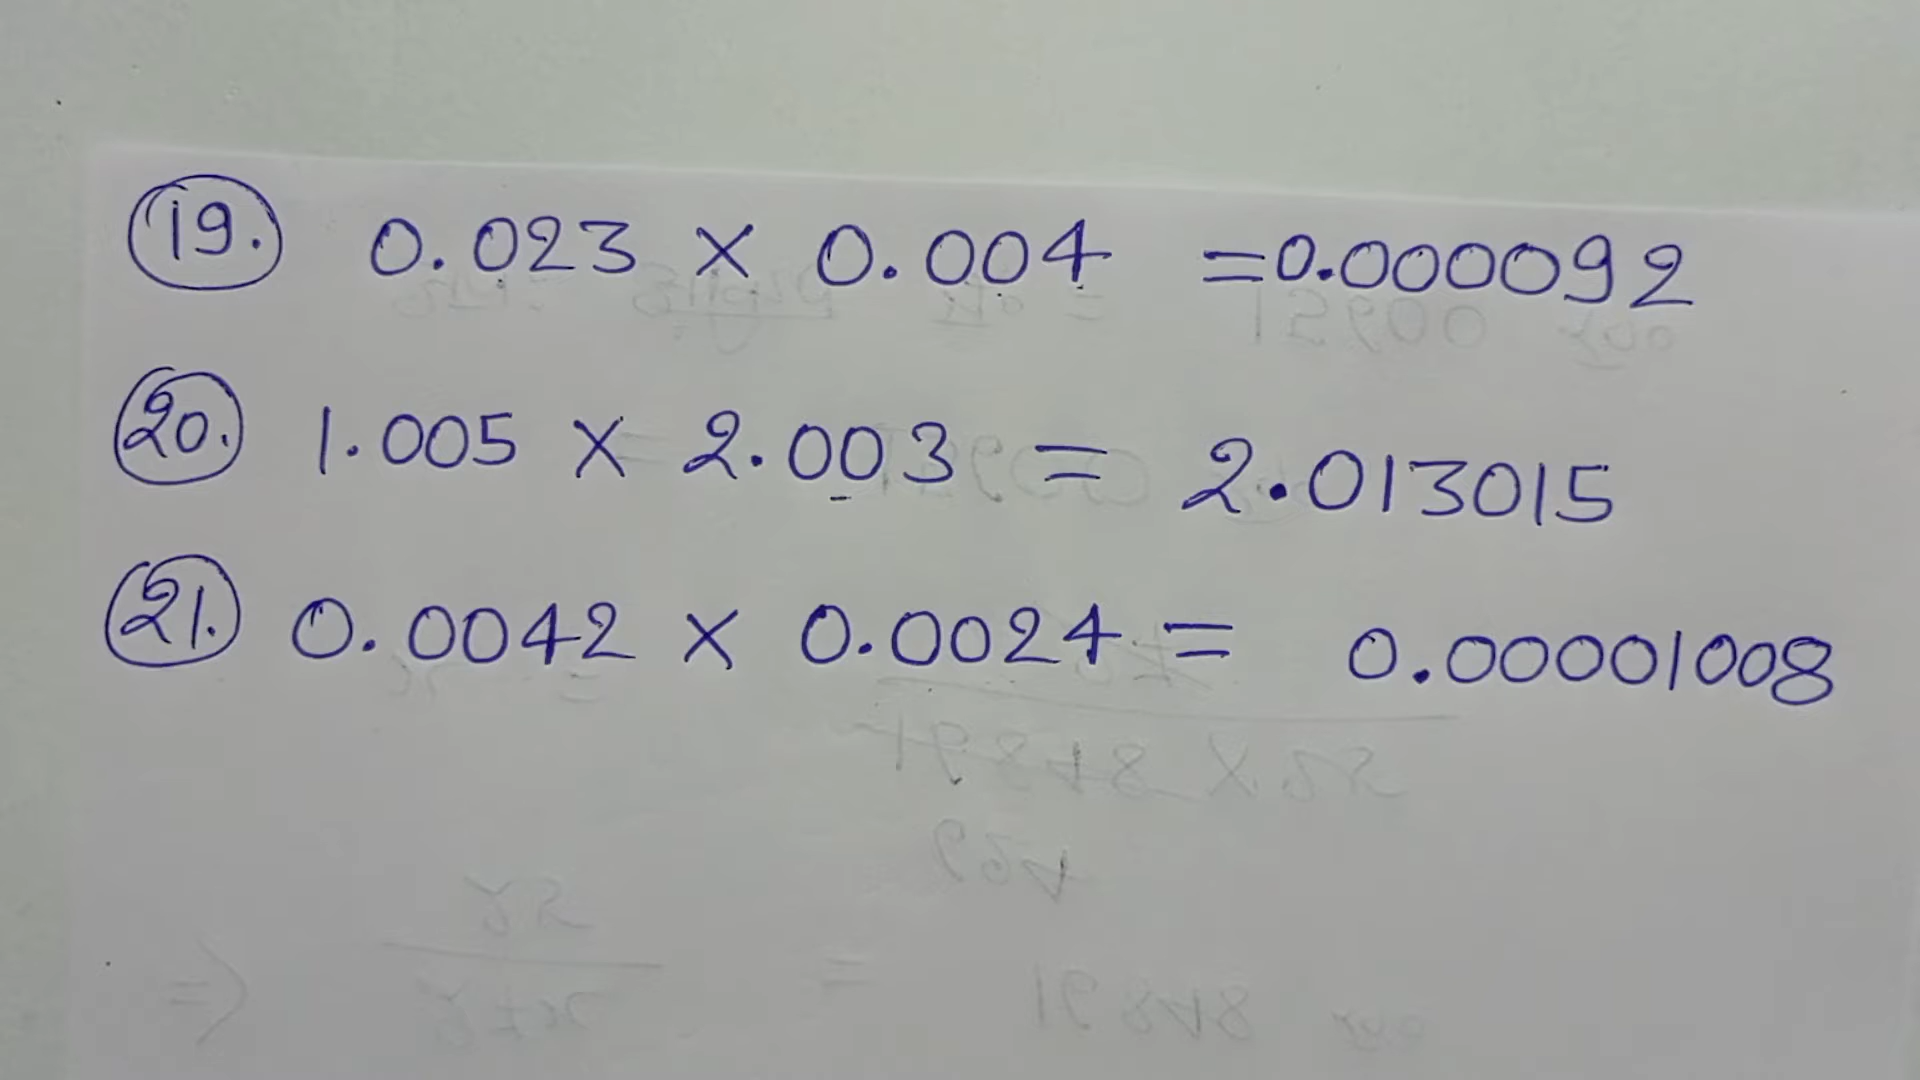 19. 0.023 × 0.004 = 0.000092
20. 1.005 × 2.003 = 2.013015
21. 0.0042 × 0.0024 = 0.00001008